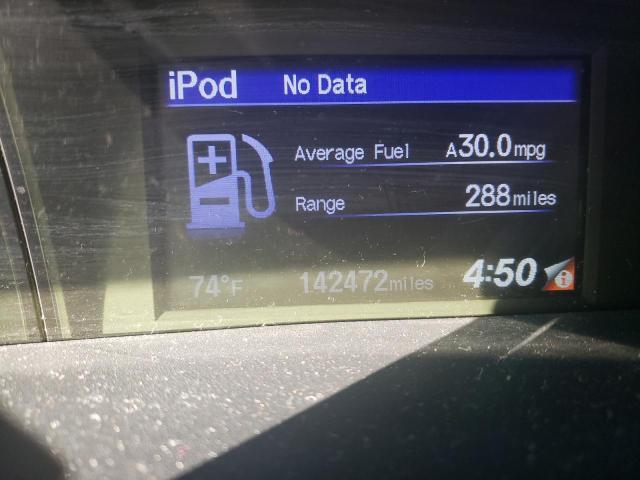 iPod No Data
Average Fuel A30.0mpg
Range 288miles
74°F 142472miles 4:50